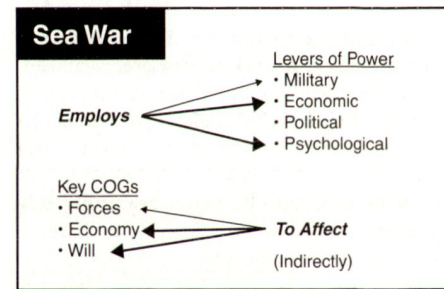 Sea War
Levers of Power
· Military
· Economic
· Political
· Psychological
Employs
Key COGs
· Forces
· Economy
· Will
To Affect
(Indirectly)